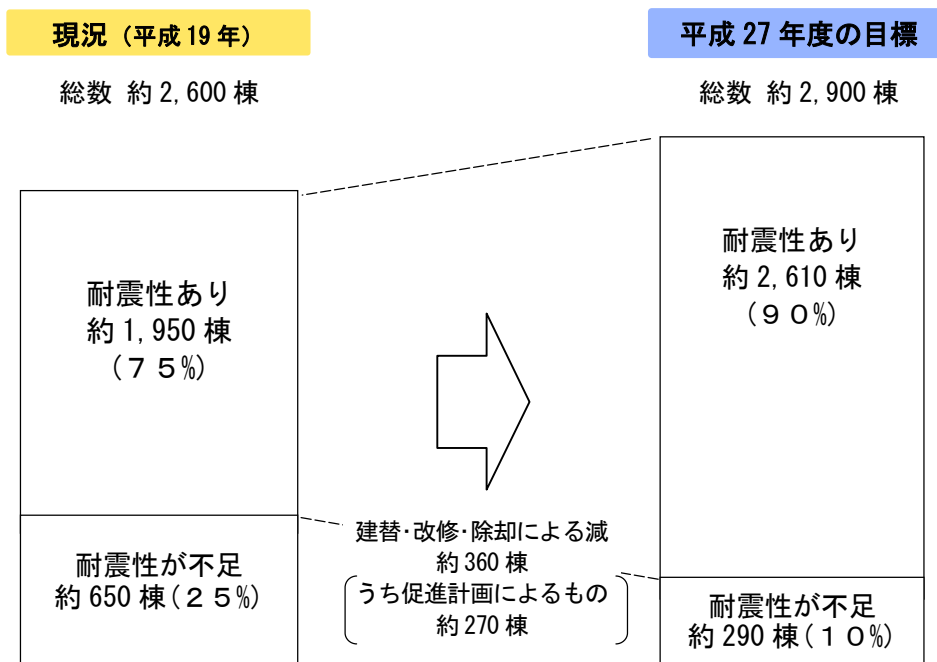 現況（平成19年）
総数 約2,600棟
耐震性あり
約1,950棟
（７５%）
耐震性が不足
約650棟（２５%）
建替･改修･除却による減
約360棟
うち促進計画によるもの
約270棟
平成27年度の目標
総数 約2,900棟
耐震性あり
約2,610棟
（９０%）
耐震性が不足
約290棟（１０%）